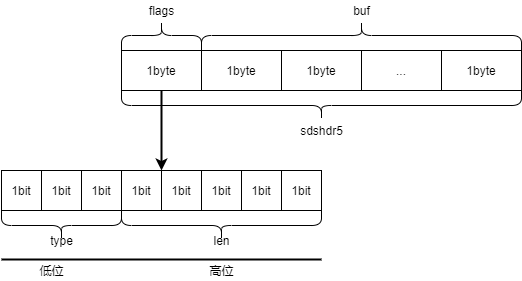 flags buf
1byte 1byte 1byte ... 1byte
sdshdr5
1bit 1bit 1bit 1bit 1bit 1bit 1bit 1bit
type len
低位 高位